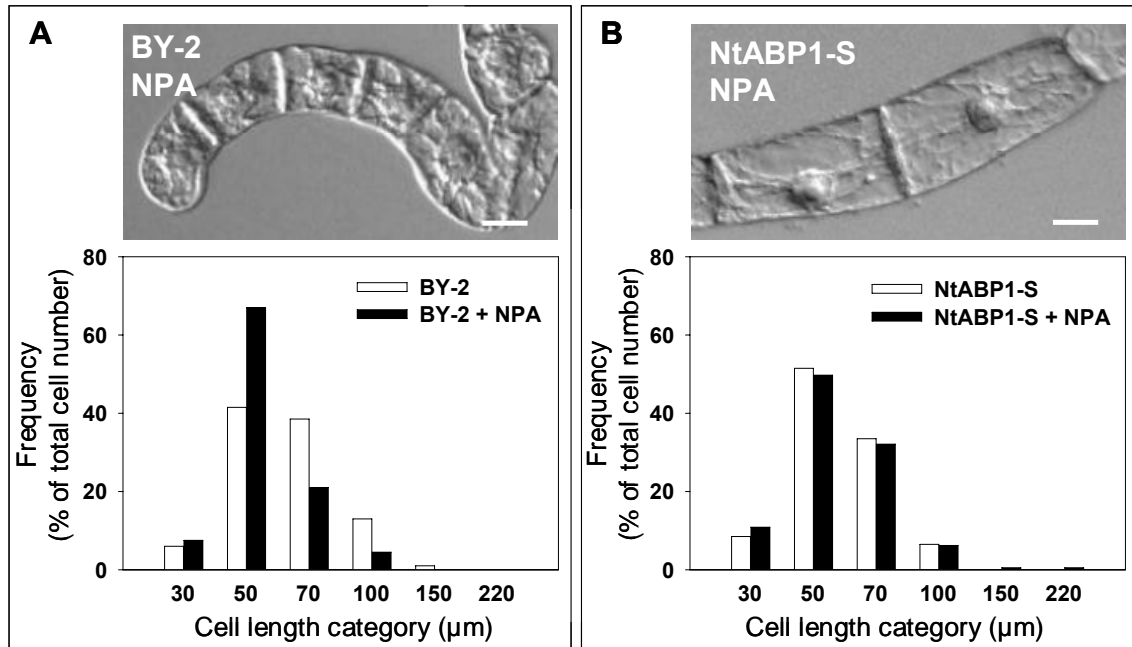 A
BY-2
NPA
80
60
40
20
0
Frequency
(% of total cell number)
BY-2
BY-2 + NPA
30 50 70 100 150 220
Cell length category (µm)
B
NtABP1-S
NPA
80
60
40
20
0
Frequency
(% of total cell number)
NtABP1-S
NtABP1-S + NPA
30 50 70 100 150 220
Cell length category (µm)